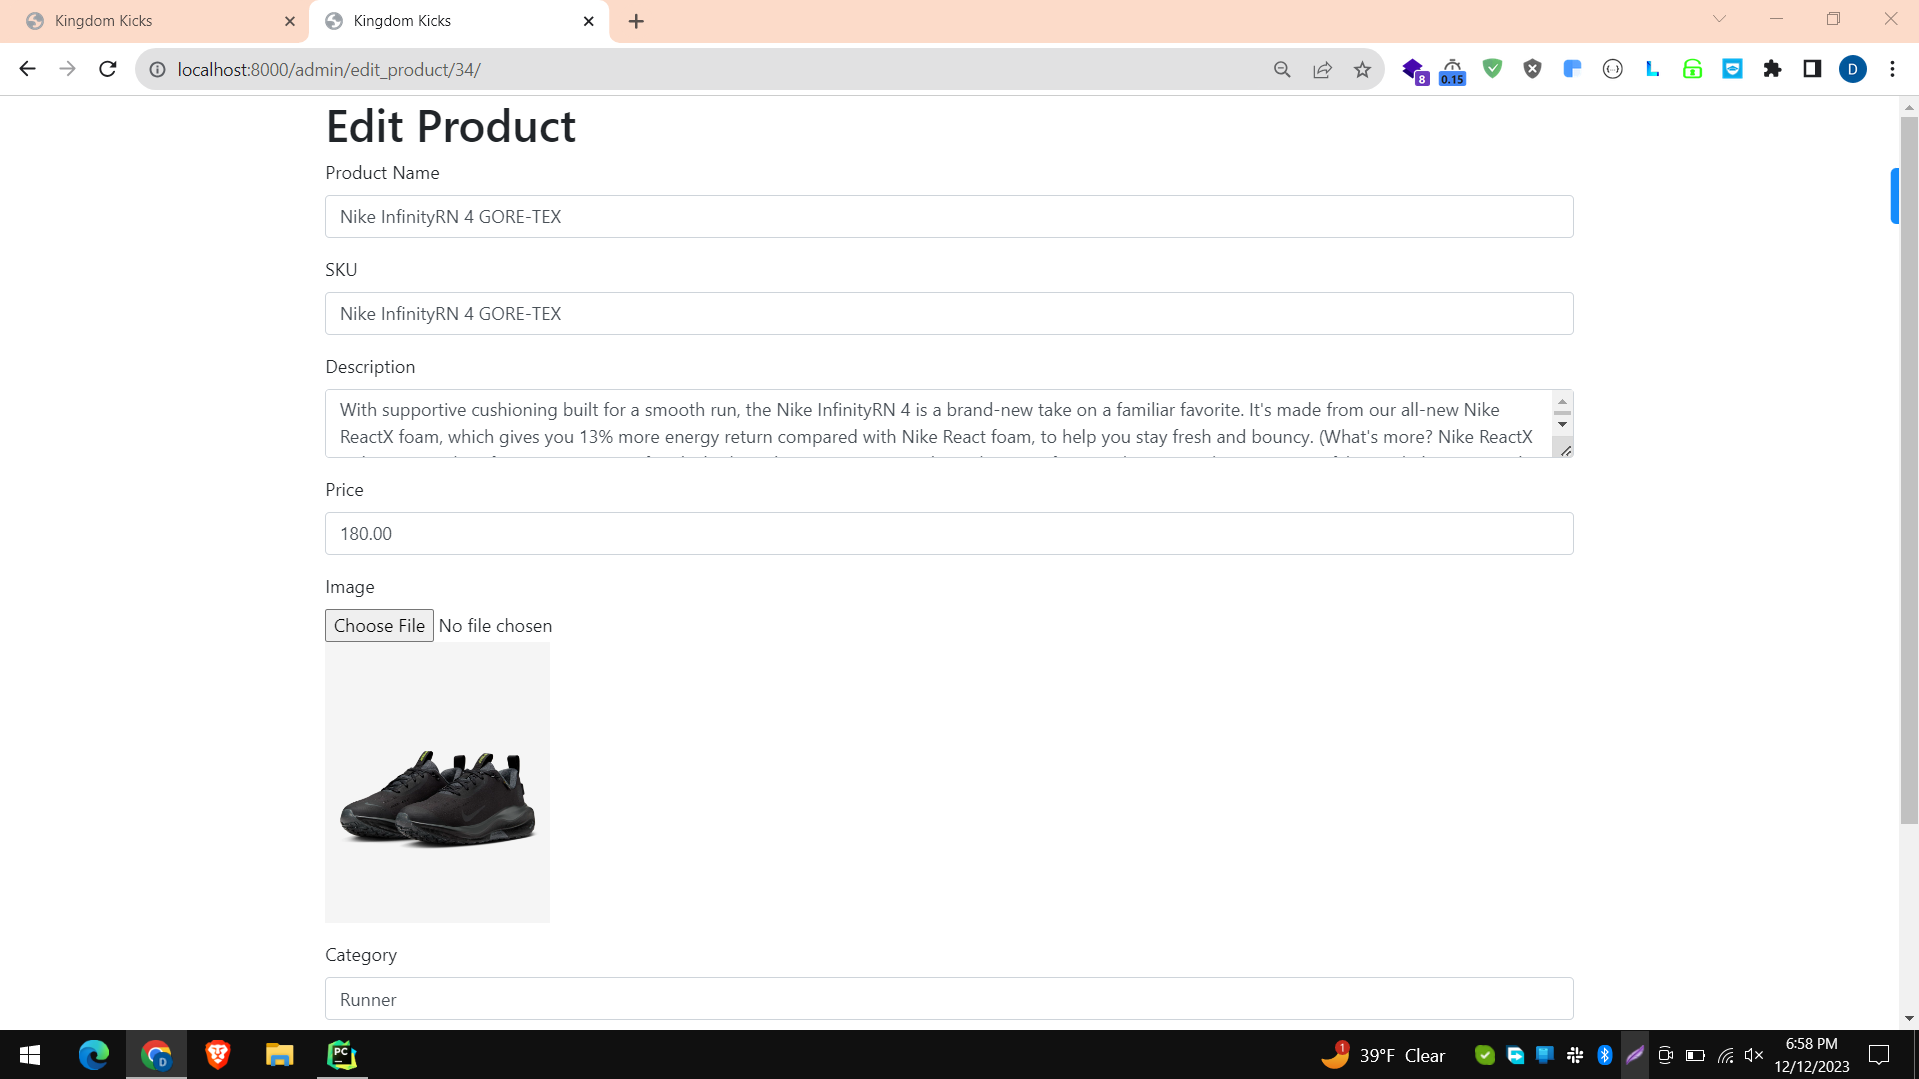 Kingdom Kicks
Kingdom Kicks
localhost:8000/admin/edit_product/34/
8
0.15
L
D
Edit Product
Product Name
Nike InfinityRN 4 GORE-TEX
SKU
Nike InfinityRN 4 GORE-TEX
Description
With supportive cushioning built for a smooth run, the Nike InfinityRN 4 is a brand-new take on a familiar favorite. It's made from our all-new Nike
ReactX foam, which gives you 13% more energy return compared with Nike React foam, to help you stay fresh and bouncy. (What's more? Nike ReactX
Price
180.00
Image
Choose File No file chosen
Category
Runner
D
PC
1
39°F Clear
6:58 PM
12/12/2023